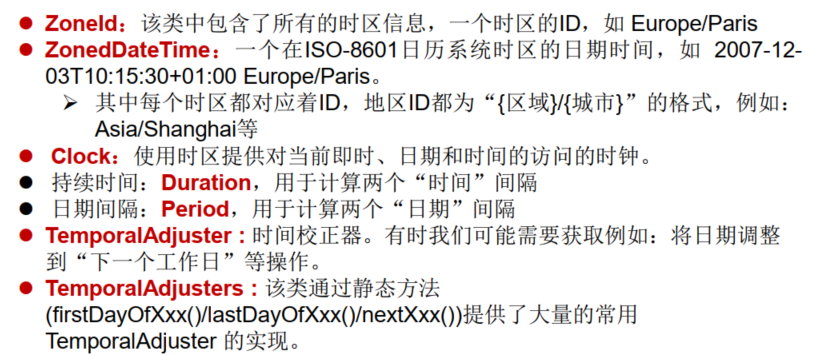 ● ZoneId：该类中包含了所有的时区信息，一个时区的ID，如 Europe/Paris
● ZonedDateTime：一个在ISO-8601日历系统时区的日期时间，如 2007-12-
03T10:15:30+01:00 Europe/Paris。
➢ 其中每个时区都对应着ID，地区ID都为“{区域}/{城市}”的格式，例如：
Asia/Shanghai等
● Clock：使用时区提供对当前即时、日期和时间的访问的时钟。
● 持续时间：Duration，用于计算两个“时间”间隔
● 日期间隔：Period，用于计算两个“日期”间隔
● TemporalAdjuster : 时间校正器。有时我们可能需要获取例如：将日期调整
到“下一个工作日”等操作。
● TemporalAdjusters : 该类通过静态方法
(firstDayOfXxx()/lastDayOfXxx()/nextXxx())提供了大量的常用
TemporalAdjuster 的实现。